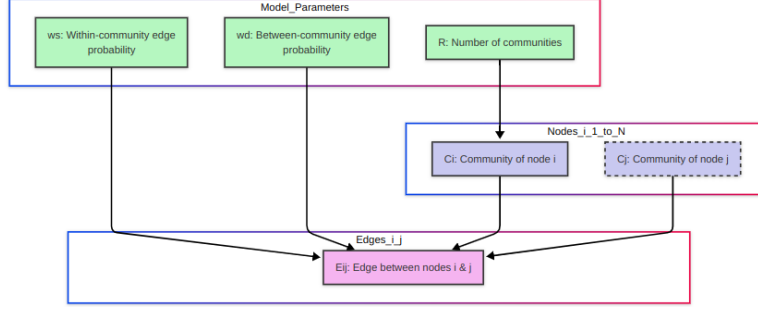 Model_Parameters
ws: Within-community edge
probability
wd: Between-community edge
probability
R: Number of communities
Nodes_i_1_to_N
Ci: Community of node i
Cj: Community of node j
Edges_i_j
Eij: Edge between nodes i & j